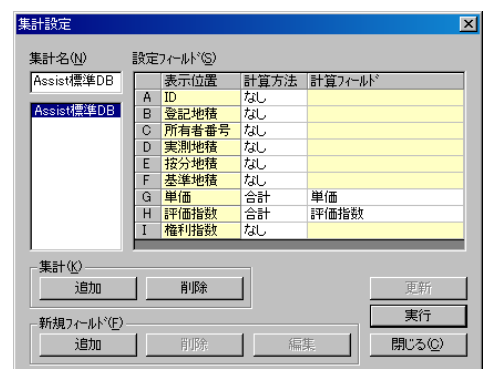 集計設定
集計名(N)
設定フィールド(S)
Assist標準DB
Assist標準DB
表示位置 計算方法 計算フィールド
A ID なし
B 登記地積 なし
C 所有者番号 なし
D 実測地積 なし
E 按分地積 なし
F 基準地積 なし
G 単価 合計 単価
H 評価指数 合計 評価指数
I 権利指数 なし
集計(K)
追加 削除
更新
実行
新規フィールド(F)
追加 削除 編集
閉じる(C)